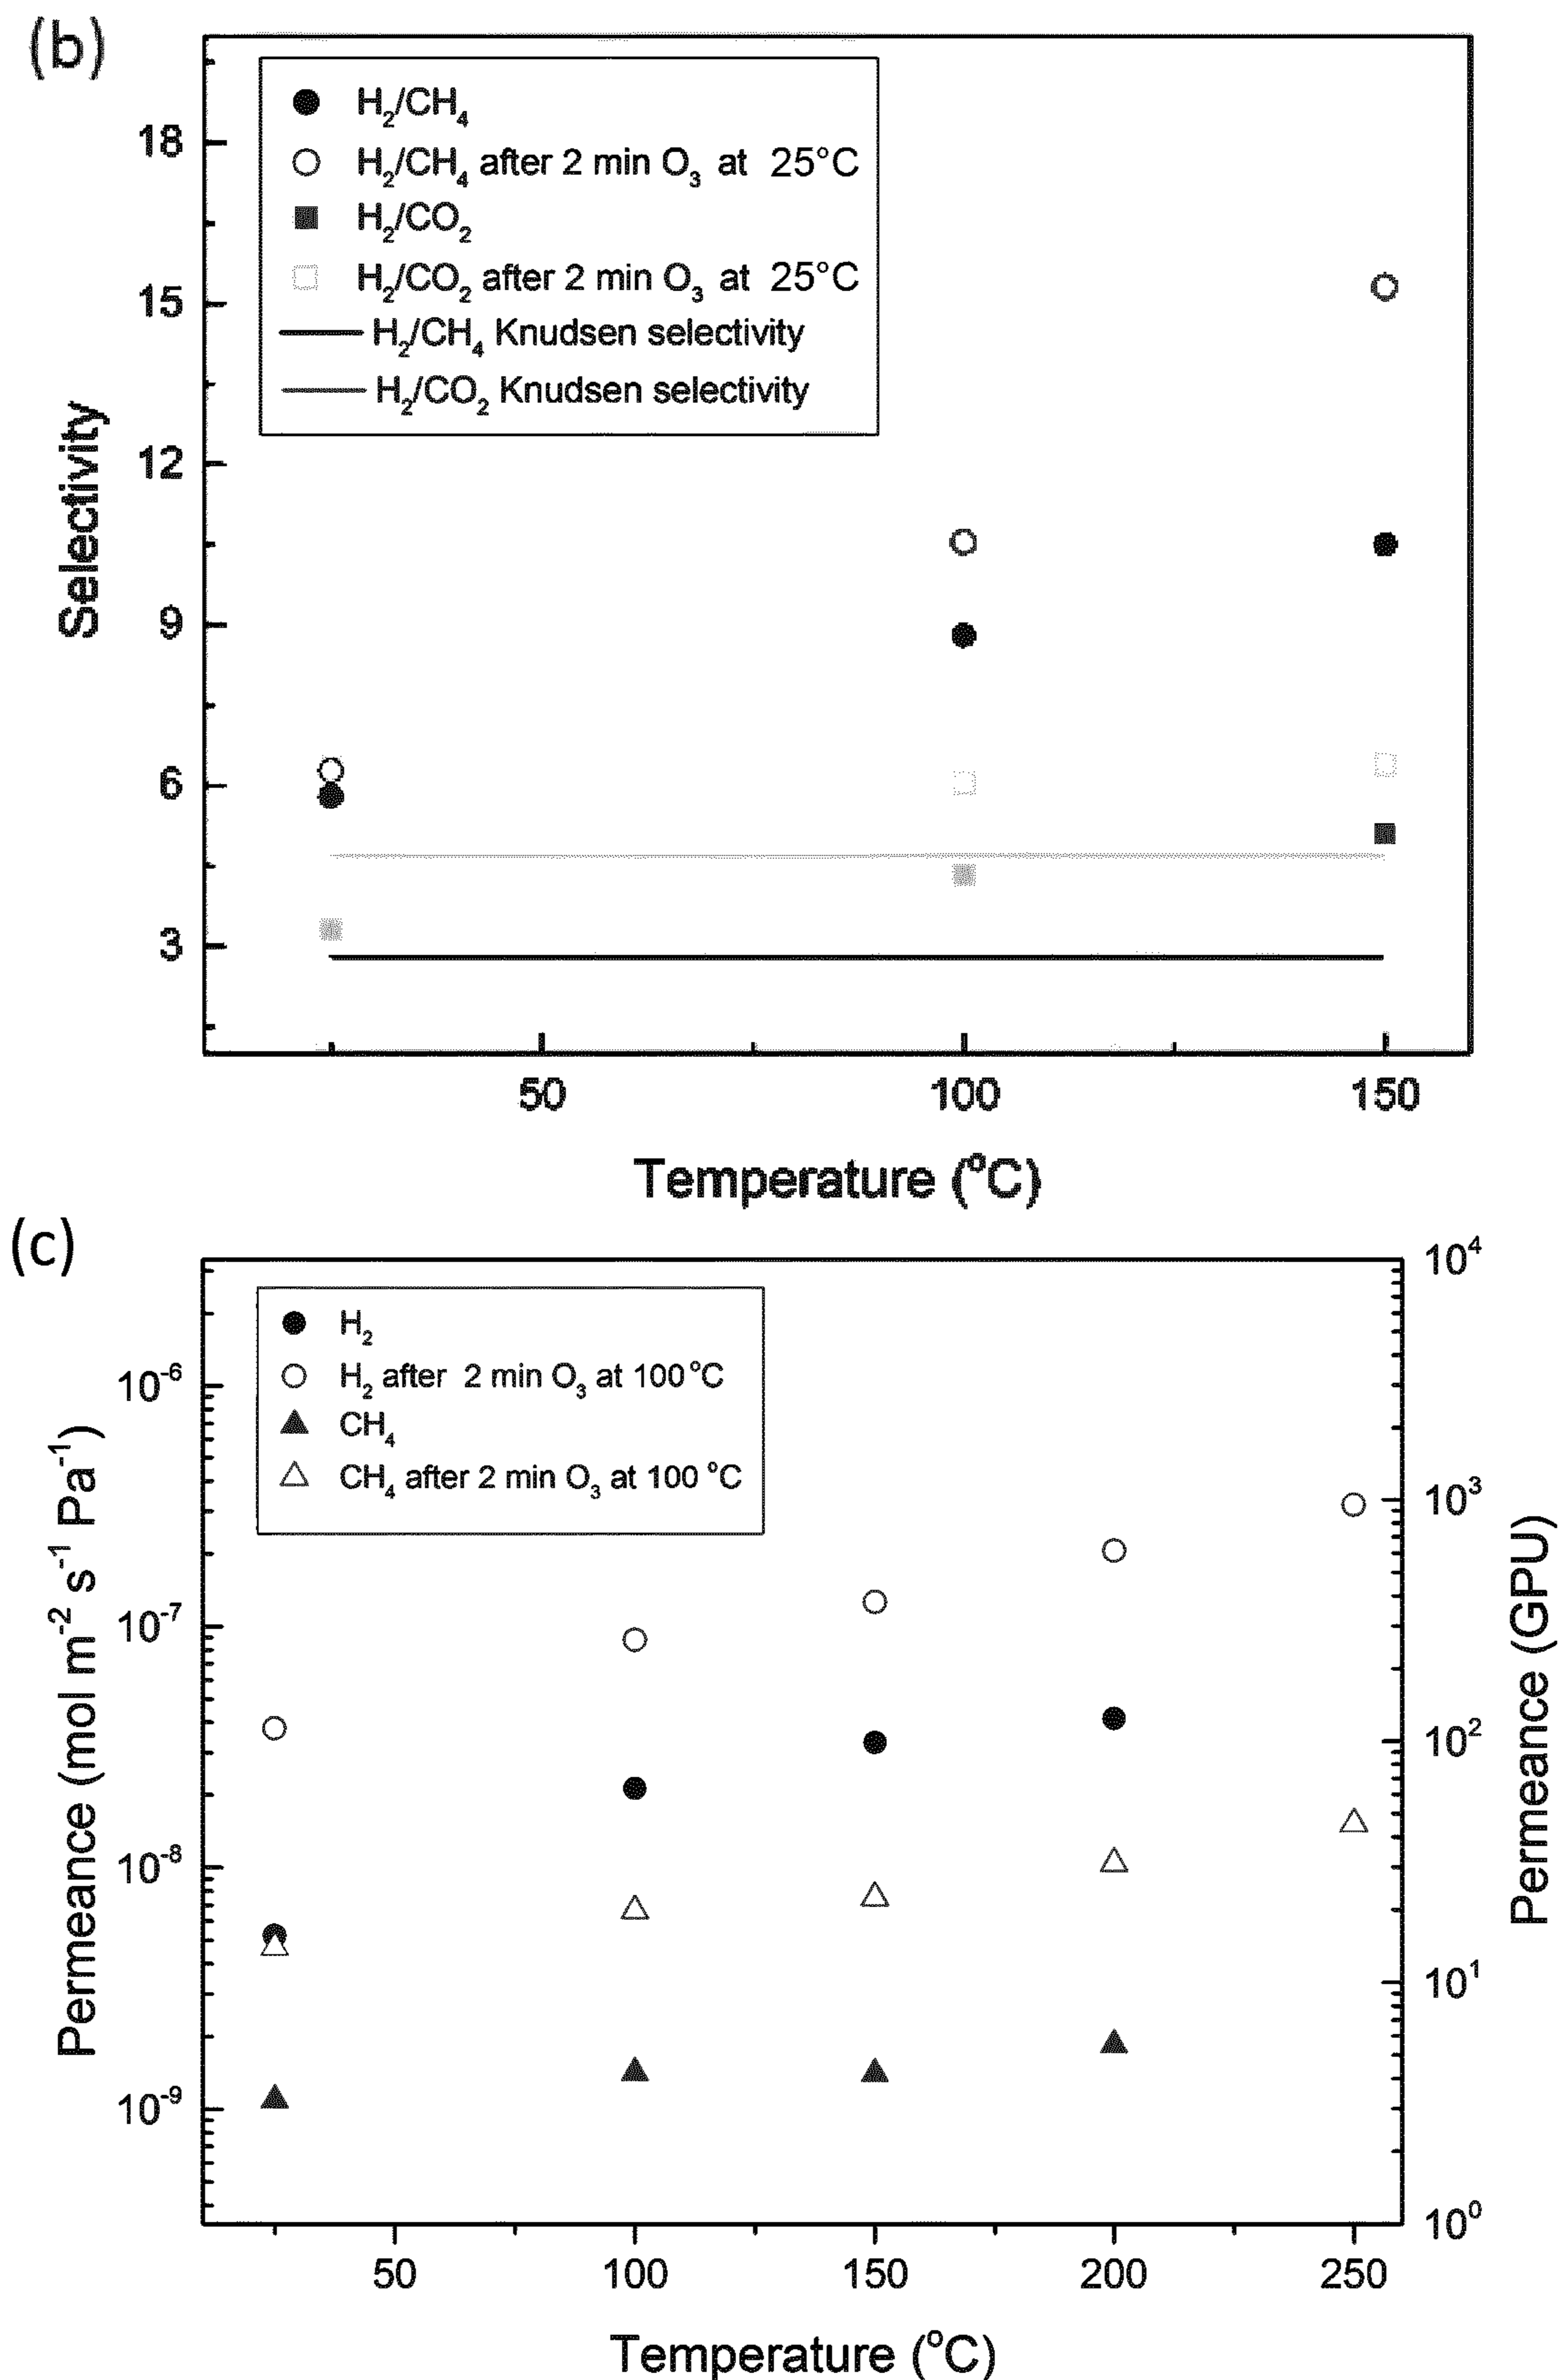 (b)
H₂/CH₄
H₂/CH₄ after 2 min O₃ at 25°C
H₂/CO₂
H₂/CO₂ after 2 min O₃ at 25°C
H₂/CH₄ Knudsen selectivity
H₂/CO₂ Knudsen selectivity
18
15
12
9
6
3
Selectivity
50 100 150
Temperature (°C)
(c)
H₂
H₂ after 2 min O₃ at 100 °C
CH₄
CH₄ after 2 min O₃ at 100 °C
10⁻⁶
10⁻⁷
10⁻⁸
10⁻⁹
Permeance (mol m⁻² s⁻¹ Pa⁻¹)
10⁴
10³
10²
10¹
10⁰
Permeance (GPU)
50 100 150 200 250
Temperature (°C)